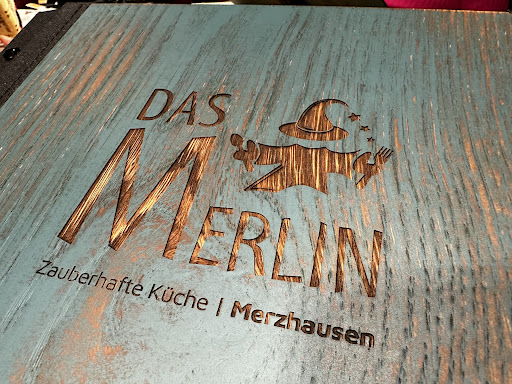 DAS
MERLIN
Zauberhafte Küche | Merzhausen